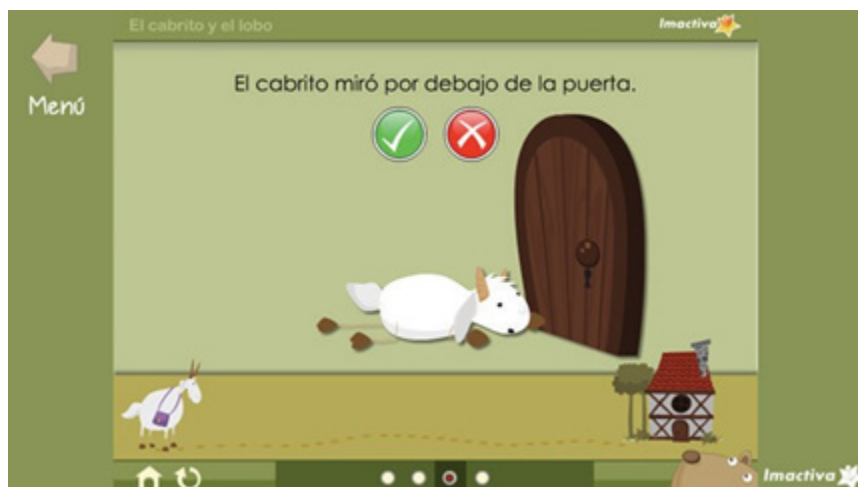 El cabrito y el lobo
Imactiva
Menú
El cabrito miró por debajo de la puerta.
Imactiva